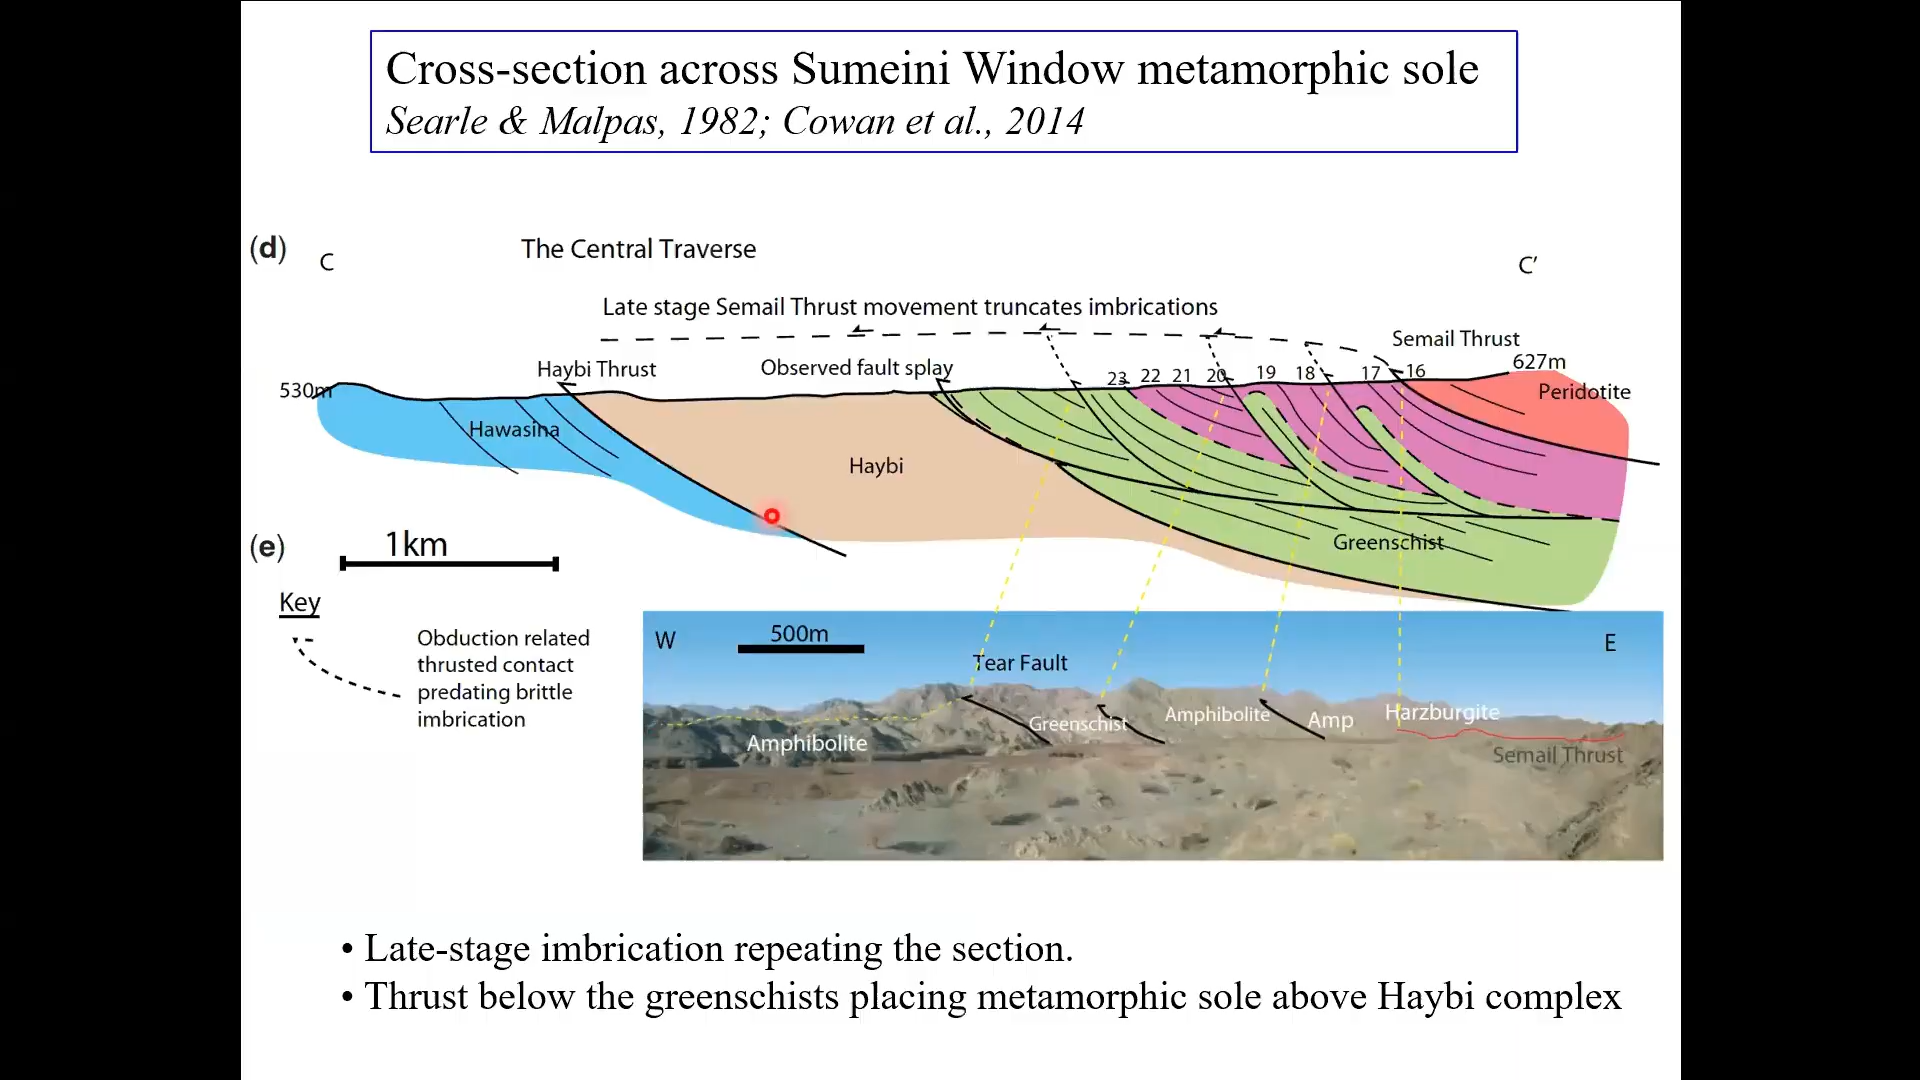 Cross-section across Sumeini Window metamorphic sole
Searle & Malpas, 1982; Cowan et al., 2014
(d)
C
The Central Traverse
C'
Late stage Semail Thrust movement truncates imbrications
Semail Thrust
Haybi Thrust
Observed fault splay
530m
23 22 21 20 19 18 17 16
627m
Peridotite
Hawasina
Haybi
Greenschist
(e)
1km
Key
Obduction related
thrusted contact
predating brittle
imbrication
W
500m
E
Tear Fault
Amphibolite
Greenschist
Amphibolite
Amp
Harzburgite
Semail Thrust
• Late-stage imbrication repeating the section.
• Thrust below the greenschists placing metamorphic sole above Haybi complex